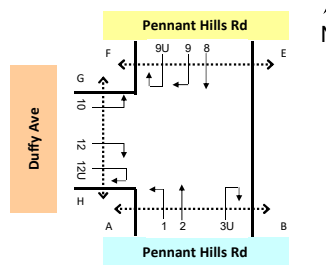 Pennant Hills Rd
N
F
9U
9
8
E
G
10
Duffy Ave
12
12U
H
A
1
2
3U
B
Pennant Hills Rd